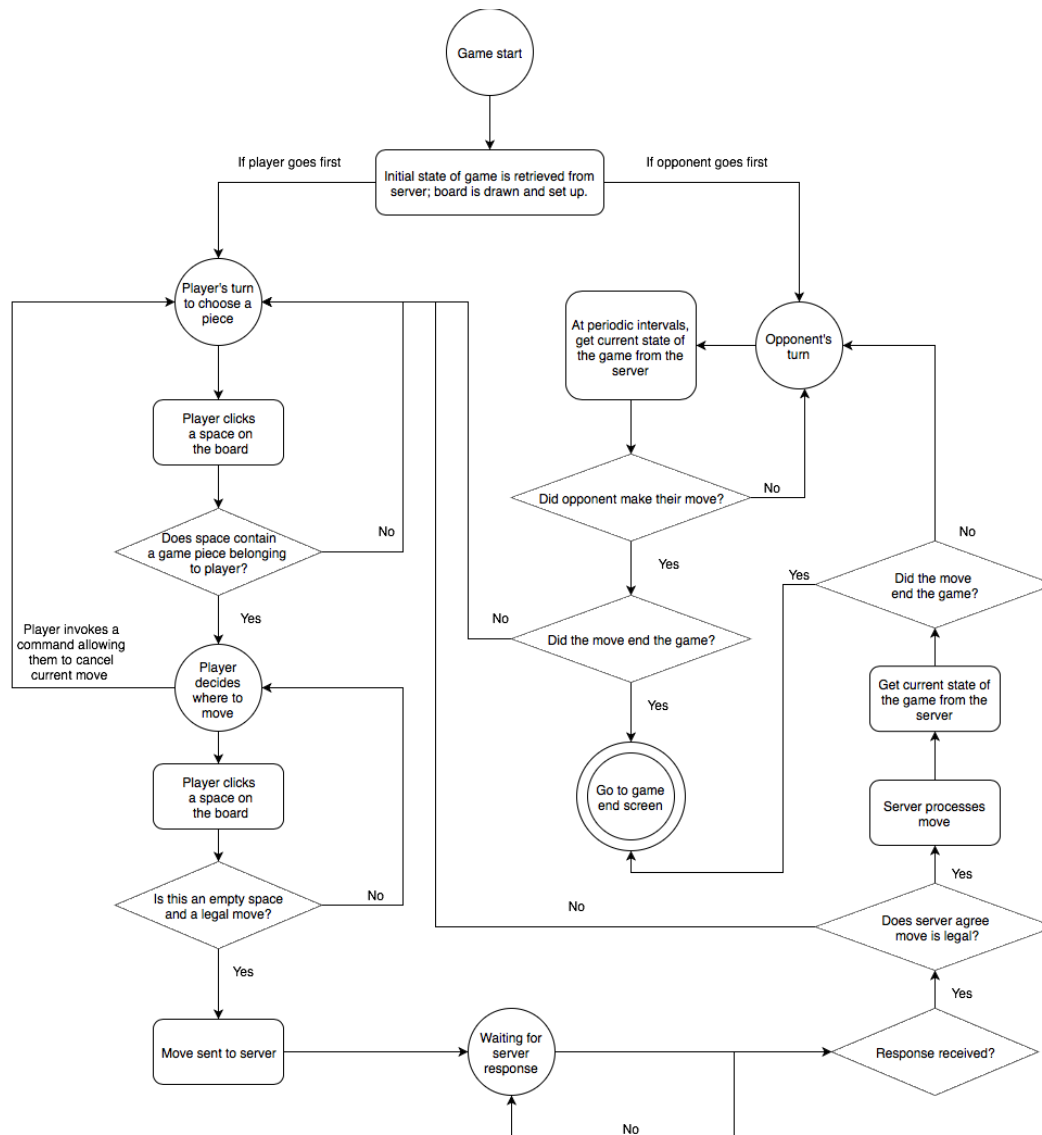 Game start
If player goes first
If opponent goes first
Initial state of game is retrieved from
server; board is drawn and set up.
Player's turn
to choose a
piece
At periodic intervals,
get current state of
the game from the
server
Opponent's
turn
Player clicks
a space on
the board
Did opponent make their move?
No
No
Does space contain
a game piece belonging
to player?
No
Yes
Yes
Did the move
end the game?
Yes
No
Player invokes a
command allowing
them to cancel
current move
Player
decides
where to
move
Did the move end the game?
Get current state of
the game from the
server
Yes
Player clicks
a space on
the board
Go to game
end screen
Server processes
move
Is this an empty space
and a legal move?
No
Yes
No
Does server agree
move is legal?
Yes
Yes
Move sent to server
Waiting for
server
response
Response received?
No